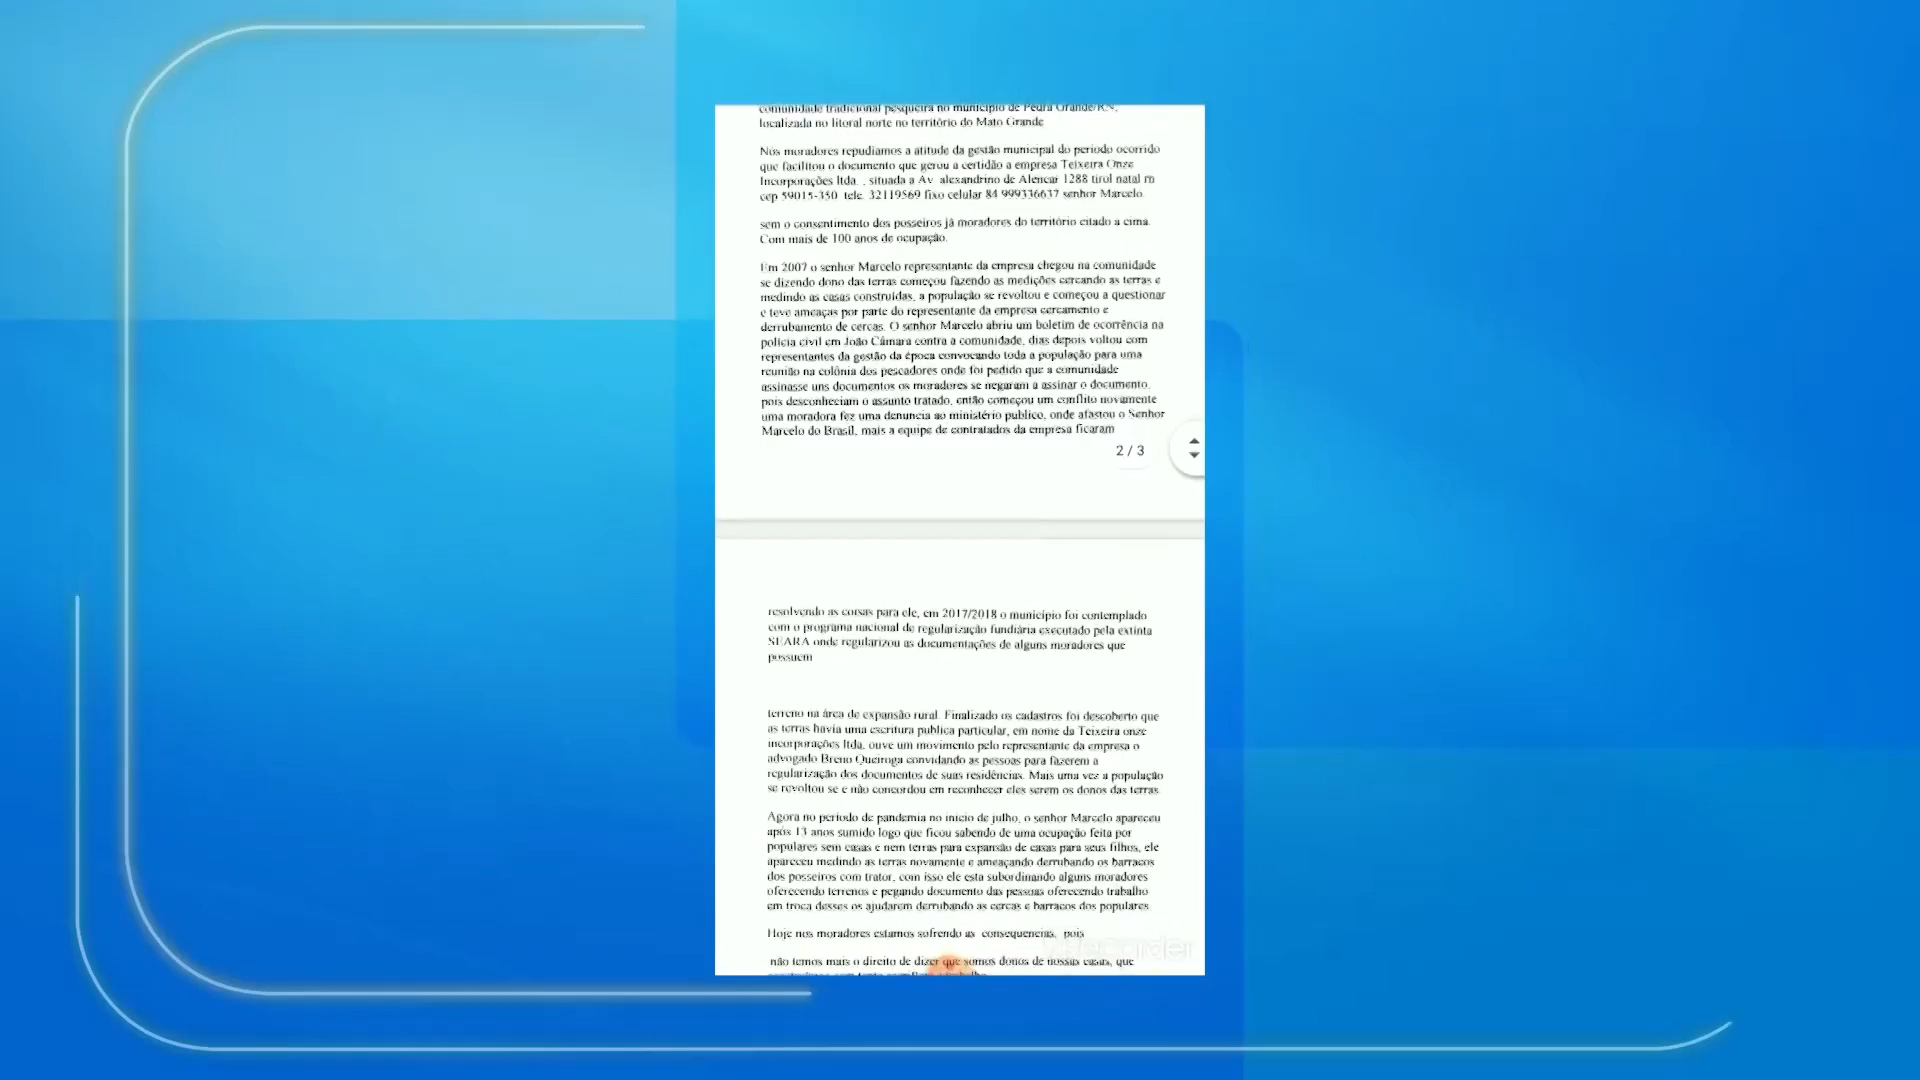 comunidade tradicional pesqueira no município de Pedra Grande/RN,
localizada no litoral norte no território do Mato Grande
Nós moradores repudiamos a atitude da gestão municipal do período ocorrido
que facilitou o documento que gerou a certidão a empresa Teixeira Onze
Incorporações ltda. , situada a Av alexandrino de Alencar 1288 tirol natal rn
cep 59015-350 tele. 32119569 fixo celular 84 999336637 senhor Marcelo.
sem o consentimento dos posseiros já moradores do território citado a cima.
Com mais de 100 anos de ocupação.
Em 2007 o senhor Marcelo representante da empresa chegou na comunidade
se dizendo dono das terras começou fazendo as medições cercando as terras e
medindo as casas construídas, a população se revoltou e começou a questionar
e teve ameaças por parte do representante da empresa cercamento e
derrubamento de cercas. O senhor Marcelo abriu um boletim de ocorrência na
polícia civil em João Câmara contra a comunidade, dias depois voltou com
representantes da gestão da época convocando toda a população para uma
reunião na colônia dos pescadores onde foi pedido que a comunidade
assinasse uns documentos os moradores se negaram a assinar o documento,
pois desconheciam o assunto tratado, então começou um conflito novamente
uma moradora fez uma denuncia ao ministério publico, onde afastou o Senhor
Marcelo do Brasil, mais a equipe de contratados da empresa ficaram
2 / 3
resolvendo as coisas para ele, em 2017/2018 o município foi contemplado
com o programa nacional de regularização fundiária executado pela extinta
SEARA onde regularizou as documentações de alguns moradores que
possuem
terreno na área de expansão rural. Finalizado os cadastros foi descoberto que
as terras havia uma escritura publica particular, em nome da Teixeira onze
incorporações ltda, ouve um movimento pelo representante da empresa o
advogado Breno Queiroga convidando as pessoas para fazerem a
regularização dos documentos de suas residências. Mais uma vez a população
se revoltou se e não concordou em reconhecer eles serem os donos das terras
Agora no período de pandemia no inicio de julho, o senhor Marcelo apareceu
após 13 anos sumido logo que ficou sabendo de uma ocupação feita por
populares sem casas e nem terras para expansão de casas para seus filhos, ele
apareceu medindo as terras novamente e ameaçando derrubando os barracos
dos posseiros com trator, com isso ele esta subordinando alguns moradores
oferecendo terrenos e pegando documento das pessoas oferecendo trabalho
em troca desses os ajudarem derrubando as cercas e barracos dos populares
Hoje nos moradores estamos sofrendo as consequencias, pois
não temos mais o direito de dizer que somos donos de nossas casas, que